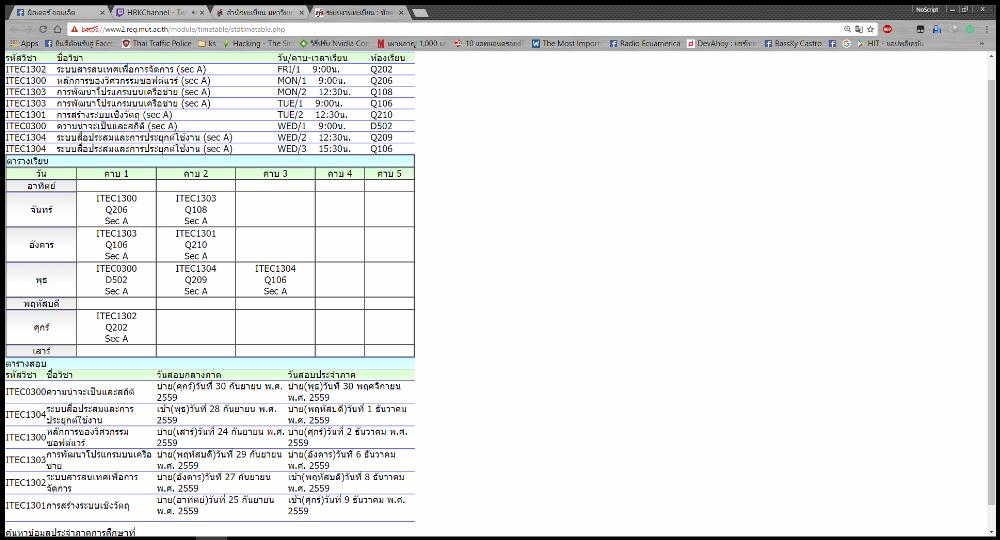 มิสเตอร์ ออมเล็ต
HRKChannel - Tw
สำนักทะเบียน มหาวิทย
ระบบงานทะเบียน : ข้อมู
NoScript
https://www2.reg.mut.ac.th/module/timetable/stdtimetable.php
Apps
Thai Traffic Police
ks
Hacking - The Sir
วิธีปรับ Nvidia Cor
The Most Import
Radio Ecuamerica
DevAhoy : เซชิพ
BassKy Castro
HIT - แอปพลิเคชัน
รหัสวิชา ชื่อวิชา วัน/คาบ-เวลาเรียน ห้องเรียน
ITEC1302 ระบบสารสนเทศเพื่อการจัดการ (sec A) FRI/1 9:00น. Q202
ITEC1300 หลักการของวิศวกรรมซอฟต์แวร์ (sec A) MON/1 9:00น. Q206
ITEC1303 การพัฒนาโปรแกรมบนเครือข่าย (sec A) MON/2 12:30น. Q108
ITEC1303 การพัฒนาโปรแกรมบนเครือข่าย (sec A) TUE/1 9:00น. Q106
ITEC1301 การสร้างระบบเชิงวัตถุ (sec A) TUE/2 12:30น. Q210
ITEC0300 ความน่าจะเป็นและสถิติ (sec A) WED/1 9:00น. D502
ITEC1304 ระบบสื่อประสมและการประยุกต์ใช้งาน (sec A) WED/2 12:30น. Q209
ITEC1304 ระบบสื่อประสมและการประยุกต์ใช้งาน (sec A) WED/3 15:30น. Q106
ตารางเรียน
วัน คาบ 1 คาบ 2 คาบ 3 คาบ 4 คาบ 5
อาทิตย์
ITEC1300 ITEC1303
จันทร์ Q206 Q108
Sec A Sec A
ITEC1303 ITEC1301
อังคาร Q106 Q210
Sec A Sec A
ITEC0300 ITEC1304 ITEC1304
พุธ D502 Q209 Q106
Sec A Sec A Sec A
พฤหัสบดี
ITEC1302
ศุกร์ Q202
Sec A
เสาร์
ตารางสอบ
รหัสวิชา ชื่อวิชา วันสอบกลางภาค วันสอบประจำภาค
ITEC0300 ความน่าจะเป็นและสถิติ บ่าย(ศุกร์)วันที่ 30 กันยายน พ.ศ. 2559 บ่าย(พุธ)วันที่ 30 พฤศจิกายน พ.ศ. 2559
ITEC1304 ระบบสื่อประสมและการประยุกต์ใช้งาน เช้า(พุธ)วันที่ 28 กันยายน พ.ศ. 2559 บ่าย(พฤหัสบดี)วันที่ 1 ธันวาคม พ.ศ. 2559
ITEC1300 หลักการของวิศวกรรมซอฟต์แวร์ บ่าย(เสาร์)วันที่ 24 กันยายน พ.ศ. 2559 บ่าย(ศุกร์)วันที่ 2 ธันวาคม พ.ศ. 2559
ITEC1303 การพัฒนาโปรแกรมบนเครือข่าย บ่าย(พฤหัสบดี)วันที่ 29 กันยายน พ.ศ. 2559 บ่าย(อังคาร)วันที่ 6 ธันวาคม พ.ศ. 2559
ITEC1302 ระบบสารสนเทศเพื่อการจัดการ บ่าย(อังคาร)วันที่ 27 กันยายน พ.ศ. 2559 เช้า(พฤหัสบดี)วันที่ 8 ธันวาคม พ.ศ. 2559
ITEC1301 การสร้างระบบเชิงวัตถุ บ่าย(อาทิตย์)วันที่ 25 กันยายน พ.ศ. 2559 เช้า(ศุกร์)วันที่ 9 ธันวาคม พ.ศ. 2559
ค้นหาข้อมูลประจำภาคการศึกษาที่